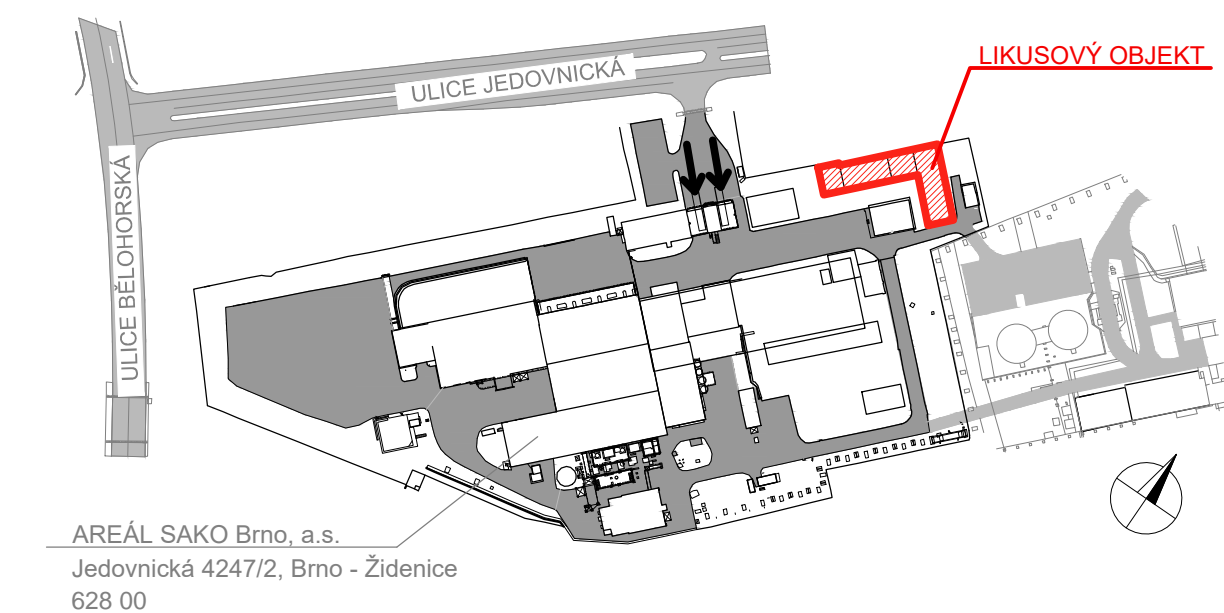 LIKUSOVÝ OBJEKT
ULICE JEDOVNICKÁ
ULICE BĚLOHORSKÁ
AREÁL SAKO Brno, a.s.
Jedovnická 4247/2, Brno - Židenice
628 00